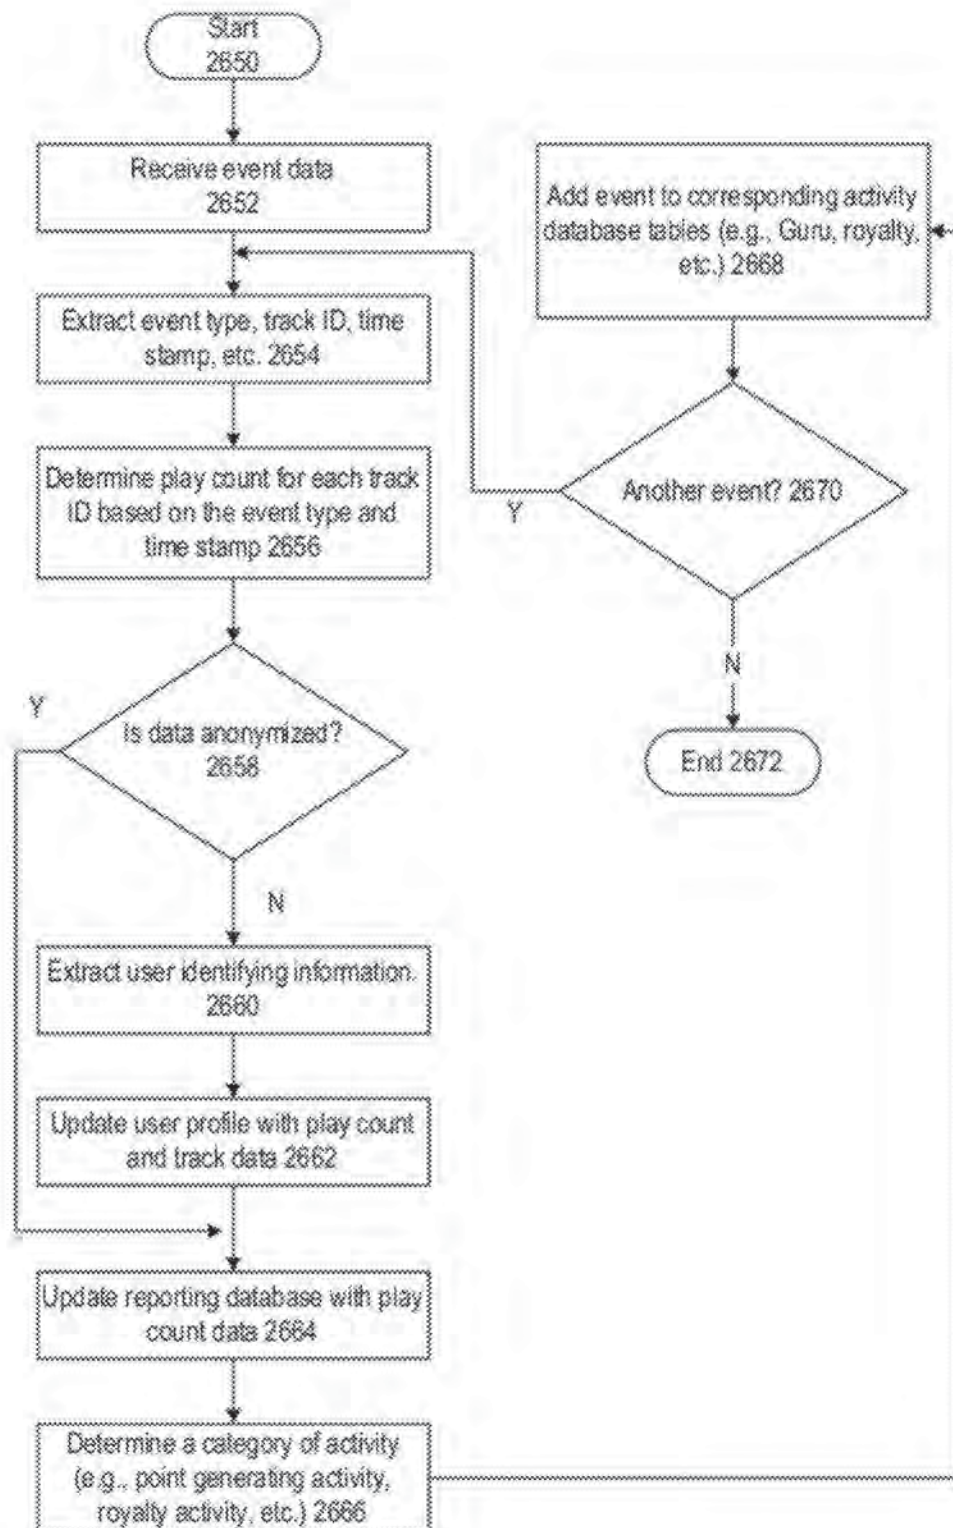 Start
2650
Receive event data
2652
Extract event type, track ID, time
stamp, etc. 2654
Determine play count for each track
ID based on the event type and
time stamp 2656
Is data anonymized?
2658
Y
N
Extract user identifying information.
2660
Update user profile with play count
and track data 2662
Update reporting database with play
count data 2664
Determine a category of activity
(e.g., point generating activity,
royalty activity, etc.) 2666
Add event to corresponding activity
database tables (e.g., Guru, royalty,
etc.) 2668
Another event? 2670
Y
N
End 2672